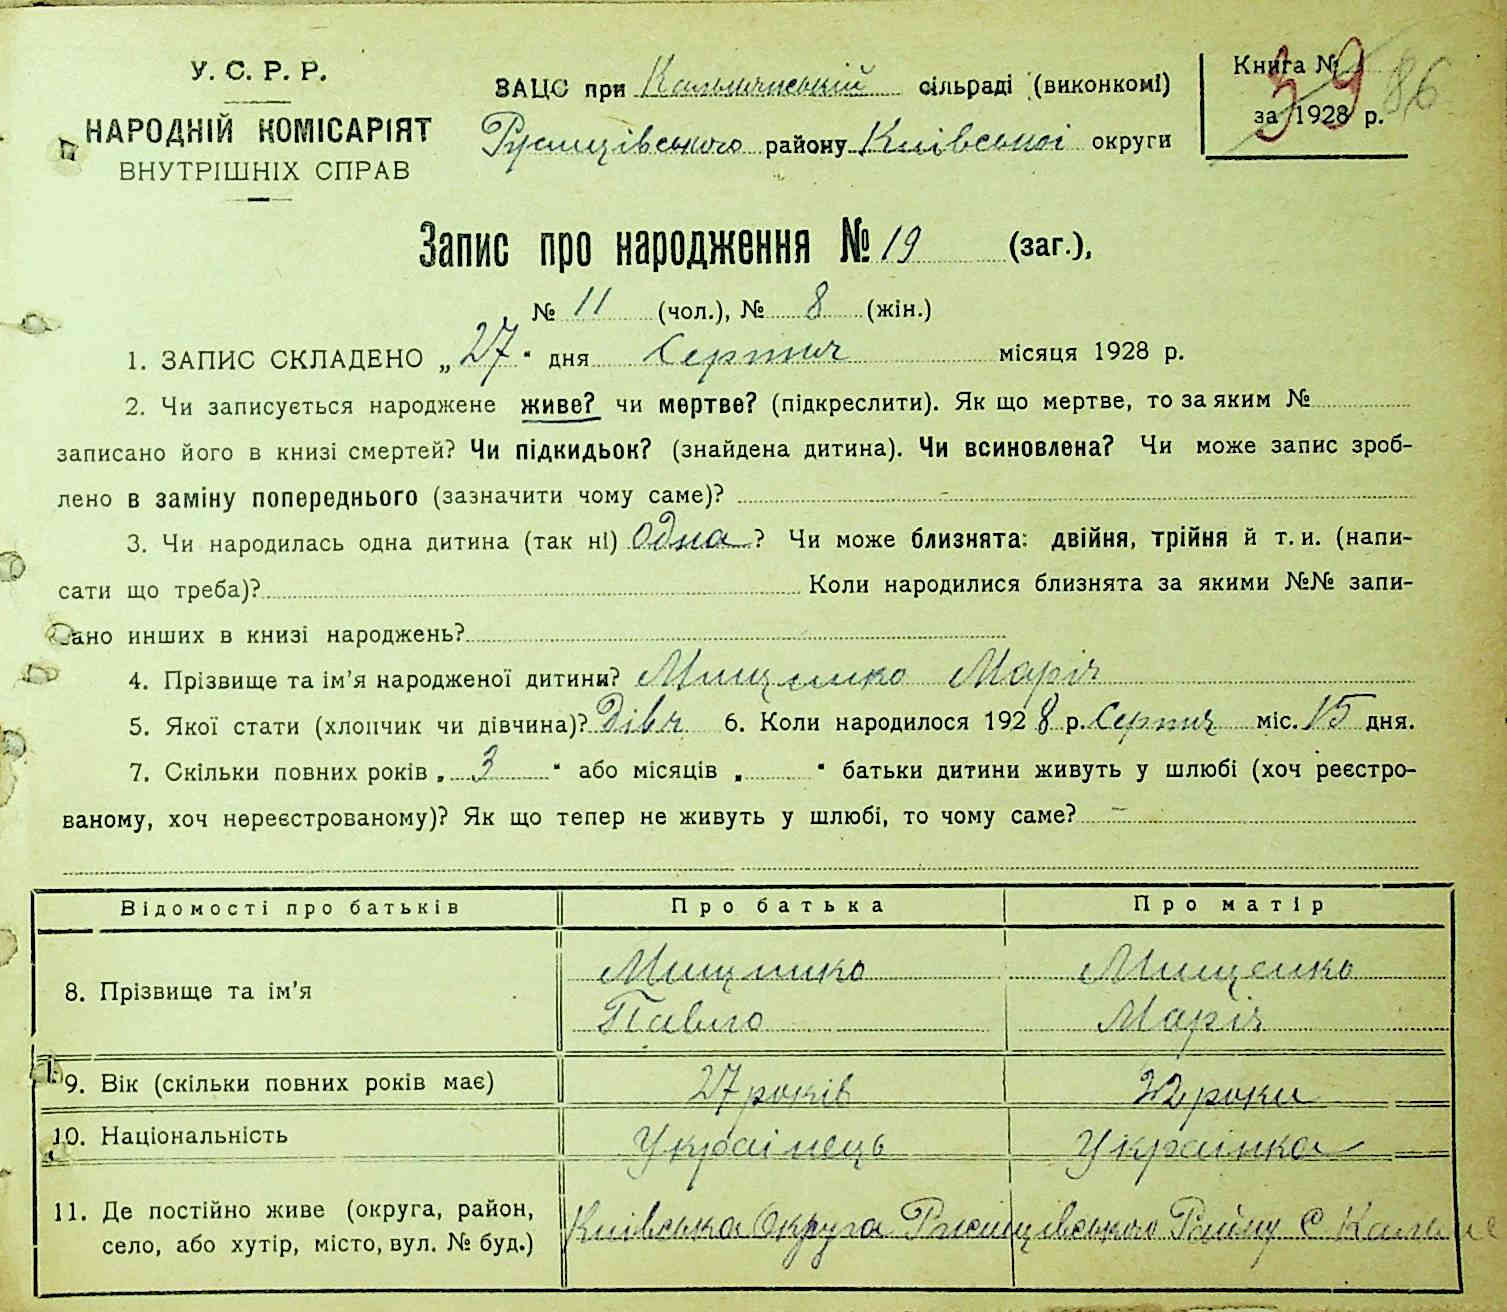 У. С. Р. Р.
НАРОДНІЙ КОМІСАРІЯТ
ВНУТРІШНІХ СПРАВ
ЗАЦС при сільраді (виконкомі)
району Київської округи
Книга №
39 86
за 1928 р.
Запис про народження № 19 (заг.),
№ 11 (чол.), № 8 (жін.)
1. ЗАПИС СКЛАДЕНО „ 27 " дня Серпня місяця 1928 р.
2. Чи записується народжене живе? чи мертве? (підкреслити). Як що мертве, то за яким №
записано його в книзі смертей? Чи підкидьок? (знайдена дитина). Чи всиновлена? Чи може запис зроб-
лено в заміну попереднього (зазначити чому саме)? -
3. Чи народилась одна дитина (так ні) одна ? Чи може близнята: двійня, трійня й т. и. (напи-
сати що треба)? Коли народилися близнята за якими №№ запи-
сано инших в книзі народжень?
4. Прізвище та ім'я народженої дитини? Мищенко Марія
5. Якої стати (хлопчик чи дівчина)? Дівч 6. Коли народилося 1928 р. Серпня міс. 15 дня.
7. Скільки повних років „ 3 " або місяців „ " батьки дитини живуть у шлюбі (хоч реєстро-
ваному, хоч нереєстрованому)? Як що тепер не живуть у шлюбі, то чому саме? -
Відомості про батьків Про батька Про матір
8. Прізвище та ім'я
Мищенко Мищенко
Павло Марія
9. Вік (скільки повних років має) 27 років 22 роки
10. Національність Українець Українка
11. Де постійно живе (округа, район,
село, або хутір, місто, вул. № буд.)
Київська Округа Ржищівського Району С